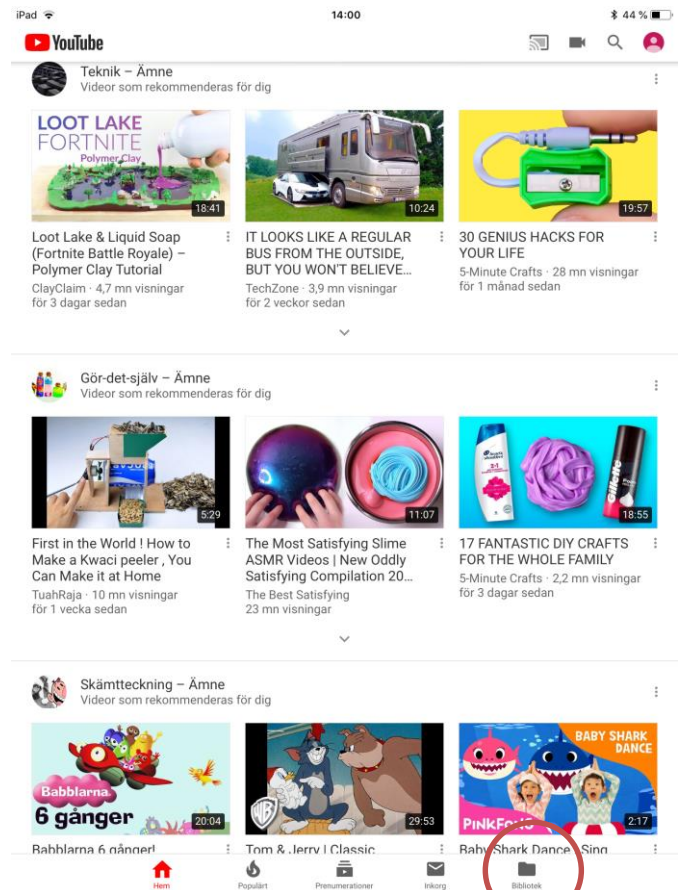 iPad 14:00 44 %
YouTube
Teknik – Ämne
Videor som rekommenderas för dig
LOOT LAKE
FORTNITE
Polymer Clay
18:41
10:24
19:57
Loot Lake & Liquid Soap
(Fortnite Battle Royale) –
Polymer Clay Tutorial
ClayClaim · 4,7 mn visningar
för 3 dagar sedan
IT LOOKS LIKE A REGULAR
BUS FROM THE OUTSIDE,
BUT YOU WON'T BELIEVE...
TechZone · 3,9 mn visningar
för 2 veckor sedan
30 GENIUS HACKS FOR
YOUR LIFE
5-Minute Crafts · 28 mn visningar
för 1 månad sedan
Gör-det-själv – Ämne
Videor som rekommenderas för dig
5:29
11:07
2-1
Gillette
18:55
First in the World ! How to
Make a Kwaci peeler , You
Can Make it at Home
TuahRaja · 10 mn visningar
för 1 vecka sedan
The Most Satisfying Slime
ASMR Videos | New Oddly
Satisfying Compilation 20...
The Best Satisfying
23 mn visningar
17 FANTASTIC DIY CRAFTS
FOR THE WHOLE FAMILY
5-Minute Crafts · 2,2 mn visningar
för 3 dagar sedan
Skämtteckning – Ämne
Videor som rekommenderas för dig
Babblarna
6 gånger
20:04
WB
29:53
BABY SHARK
DANCE
PINKFONG
2:17
Babblarna 6 gånger!
Tom & Jerry | Classic
Baby Shark Dance Sing
Hem
Populärt
Prenumerationer
Inkorg
Bibliotek